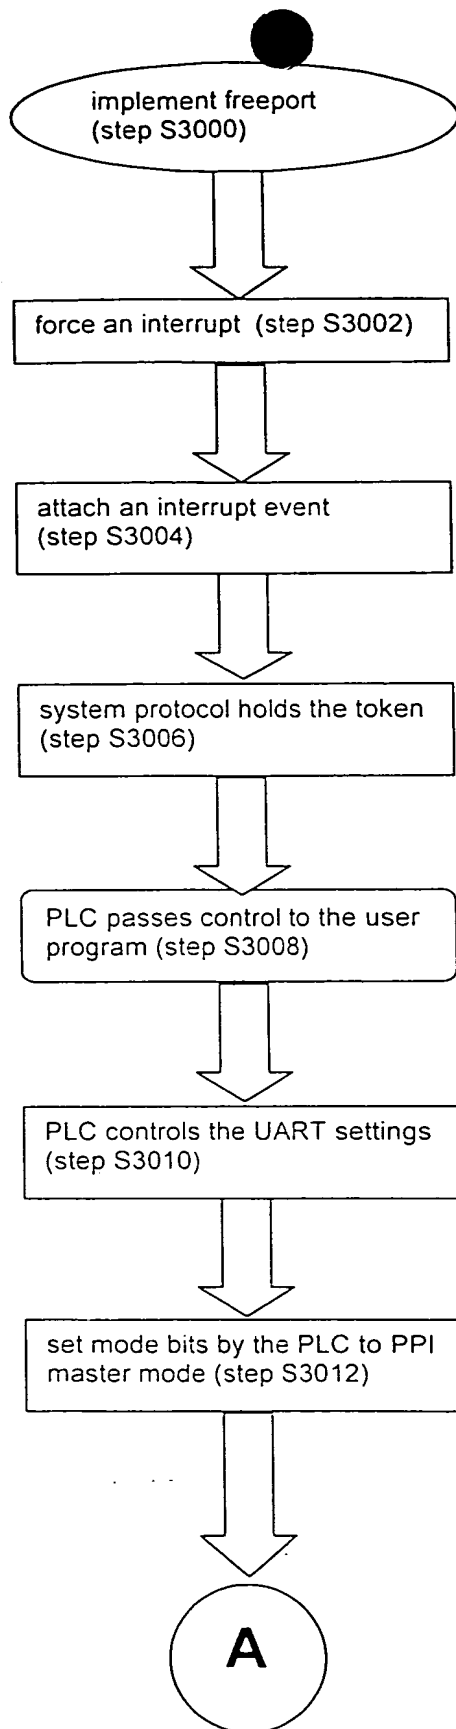 implement freeport
(step S3000)
force an interrupt (step S3002)
attach an interrupt event
(step S3004)
system protocol holds the token
(step S3006)
PLC passes control to the user
program (step S3008)
PLC controls the UART settings
(step S3010)
set mode bits by the PLC to PPI
master mode (step S3012)
A